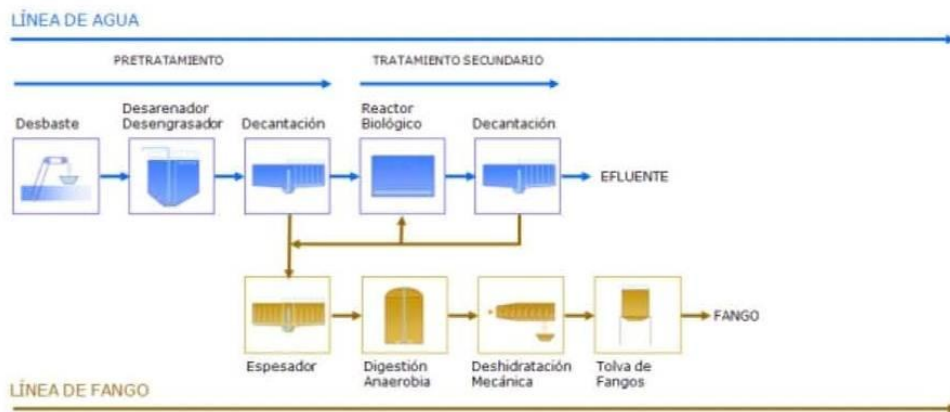 LÍNEA DE AGUA
PRETRATAMIENTO
TRATAMIENTO SECUNDARIO
Desbaste
Desarenador
Desengrasador
Decantación
Reactor
Biológico
Decantación
EFLUENTE
Espesador
Digestión
Anaerobia
Deshidratación
Mecánica
Tolva de
Fangos
FANGO
LÍNEA DE FANGO